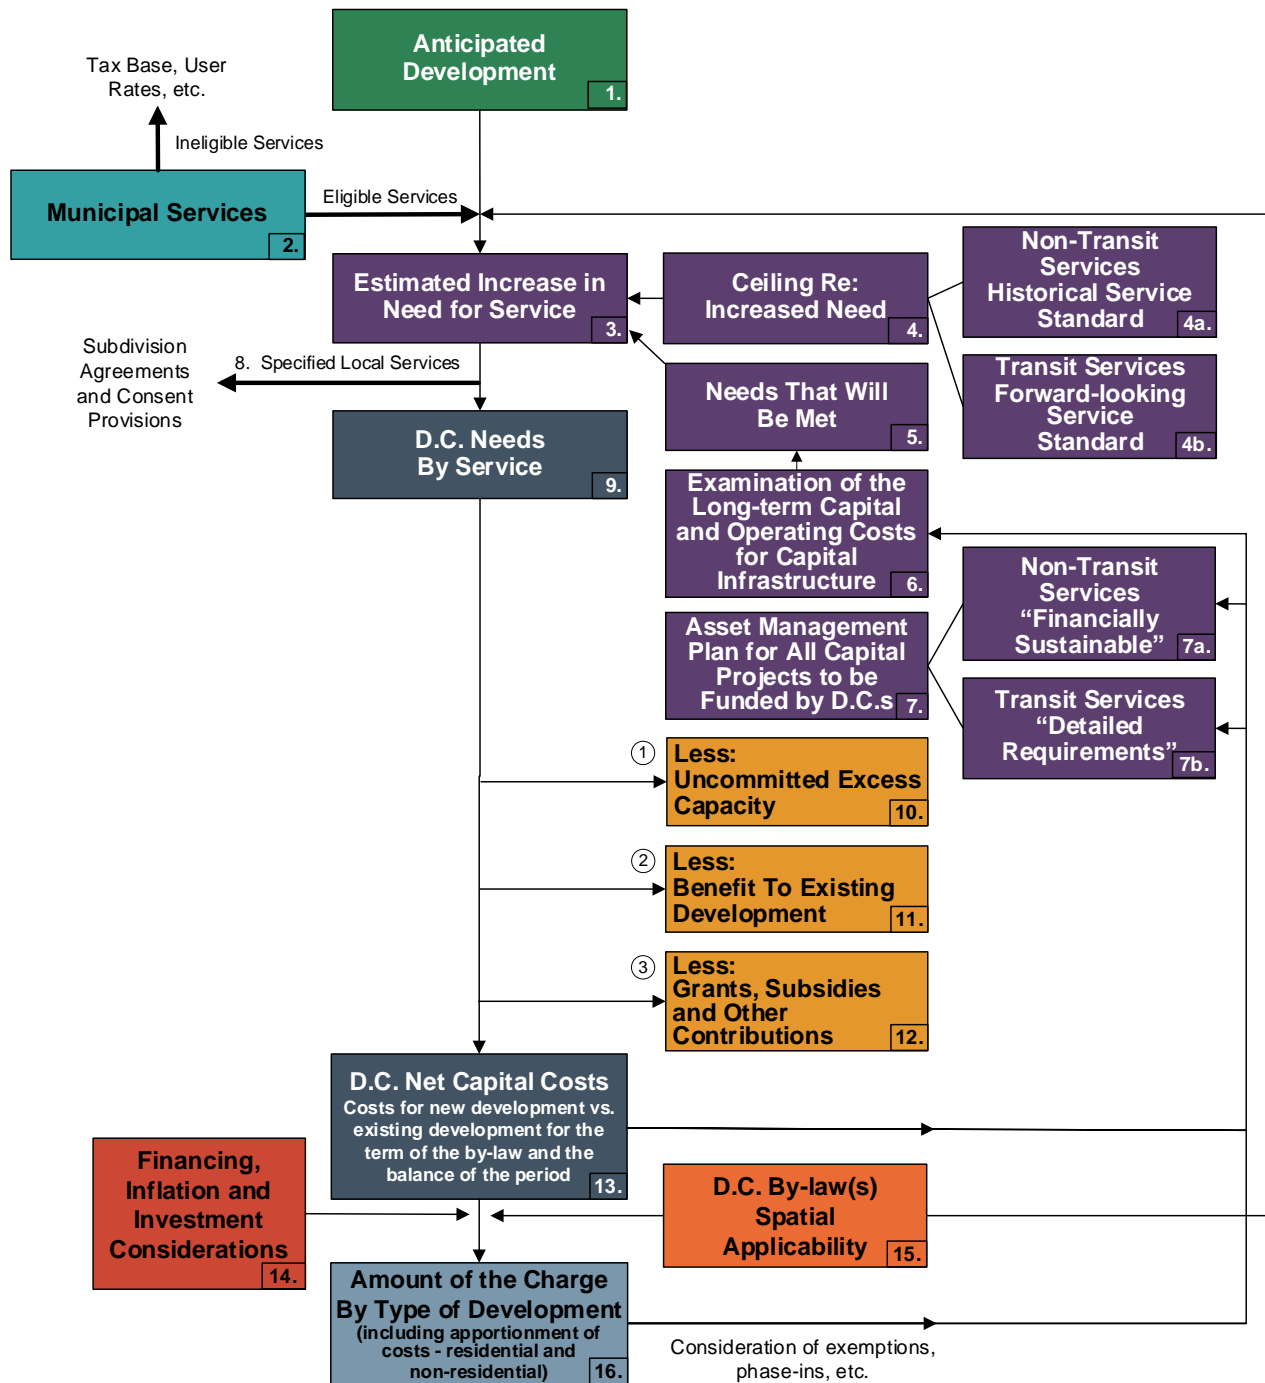 Anticipated
Development
1.
Tax Base, User
Rates, etc.
Ineligible Services
Municipal Services
2.
Eligible Services
Estimated Increase in
Need for Service
3.
Ceiling Re:
Increased Need
4.
Non-Transit
Services
Historical Service
Standard
4a.
Transit Services
Forward-looking
Service
Standard
4b.
Needs That Will
Be Met
5.
Subdivision
Agreements
and Consent
Provisions
8. Specified Local Services
D.C. Needs
By Service
9.
Examination of the
Long-term Capital
and Operating Costs
for Capital
Infrastructure
6.
Asset Management
Plan for All Capital
Projects to be
Funded by D.C.s
7.
Non-Transit
Services
“Financially
Sustainable”
7a.
Transit Services
“Detailed
Requirements”
7b.
1
Less:
Uncommitted Excess
Capacity
10.
2
Less:
Benefit To Existing
Development
11.
3
Less:
Grants, Subsidies
and Other
Contributions
12.
D.C. Net Capital Costs
Costs for new development vs.
existing development for the
term of the by-law and the
balance of the period
13.
Financing,
Inflation and
Investment
Considerations
14.
D.C. By-law(s)
Spatial
Applicability
15.
Amount of the Charge
By Type of Development
(including apportionment of
costs - residential and
non-residential)
16.
Consideration of exemptions,
phase-ins, etc.